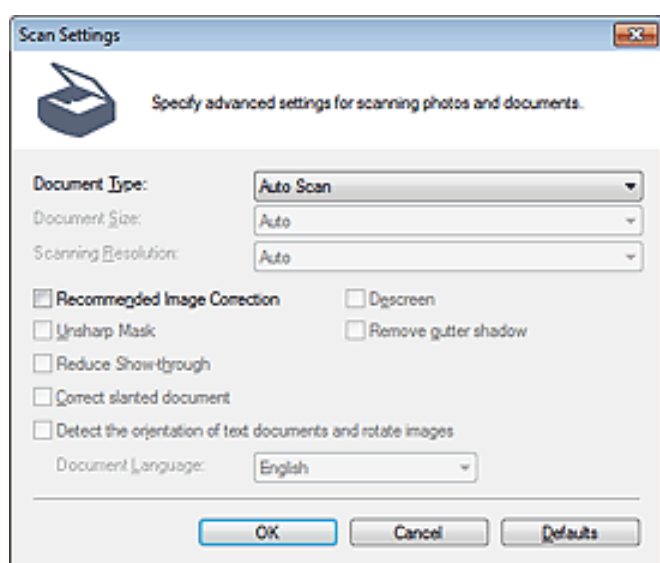 Scan Settings
Specify advanced settings for scanning photos and documents.
Document Type: Auto Scan
Document Size: Auto
Scanning Resolution: Auto
Recommended Image Correction Descreen
Unsharp Mask Remove gutter shadow
Reduce Show-through
Correct slanted document
Detect the orientation of text documents and rotate images
Document Language: English
OK Cancel Defaults